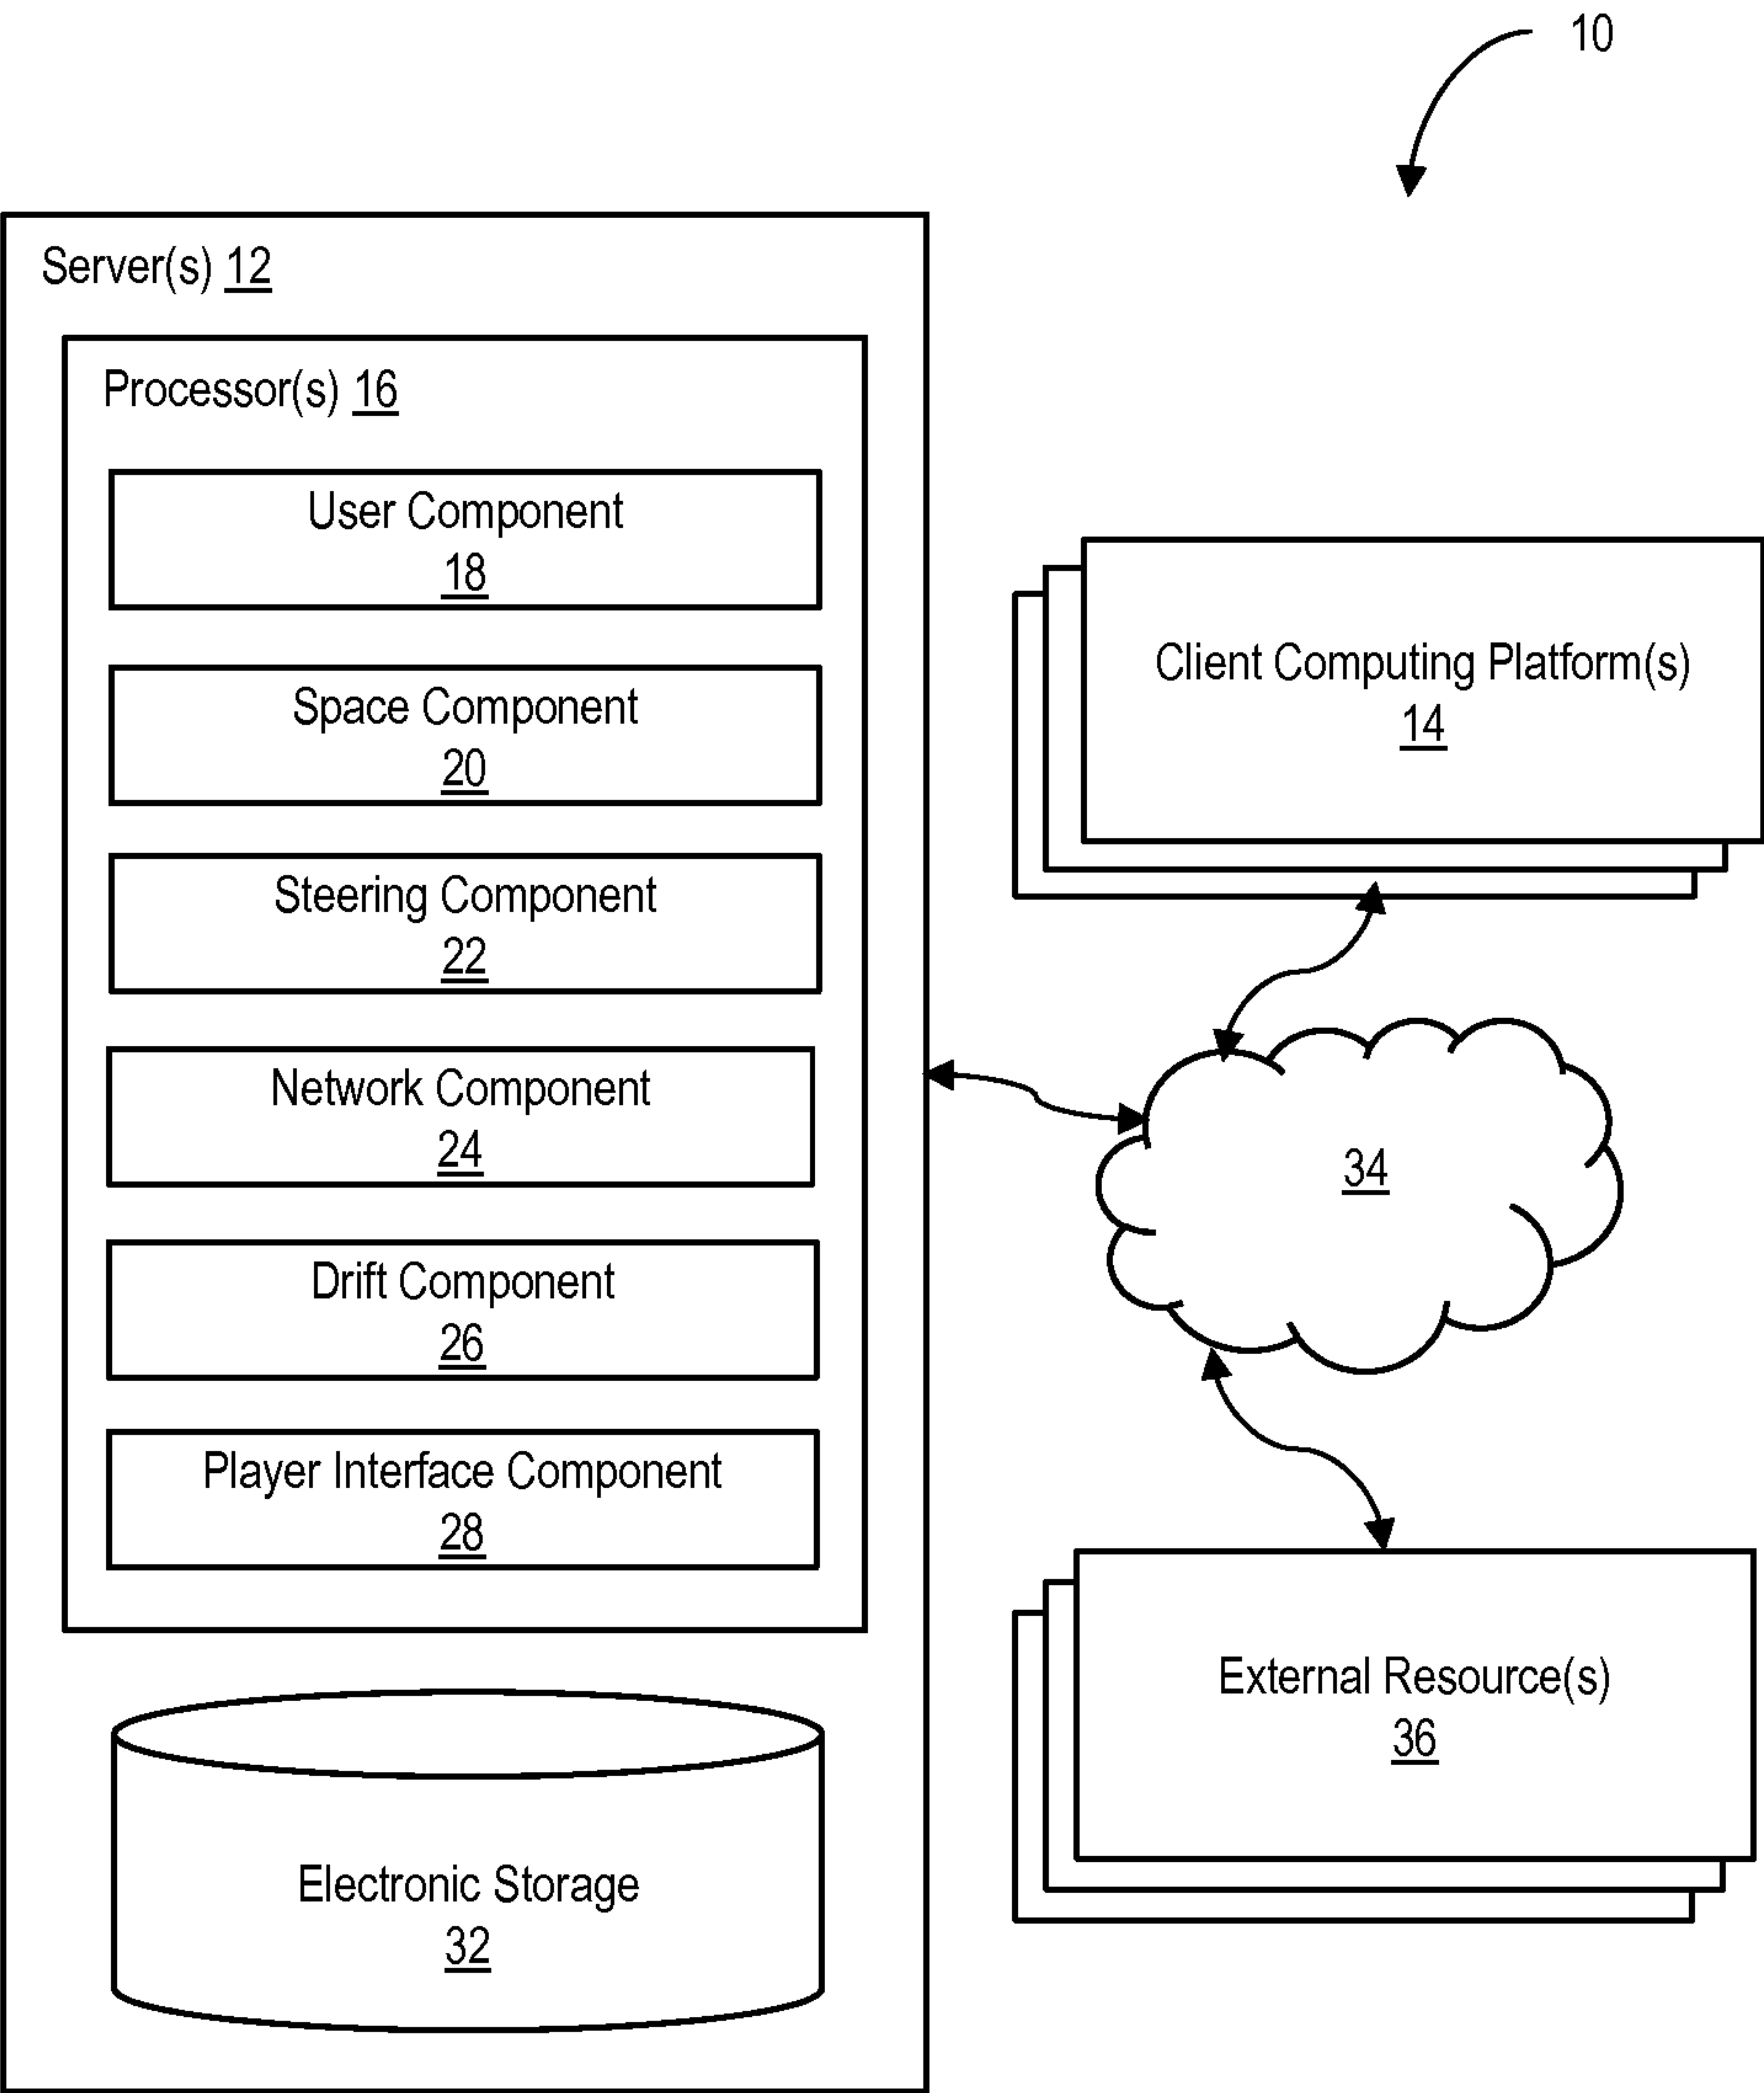 10
Server(s) 12
Processor(s) 16
User Component
18
Space Component
20
Steering Component
22
Network Component
24
Drift Component
26
Player Interface Component
28
Electronic Storage
32
Client Computing Platform(s)
14
34
External Resource(s)
36